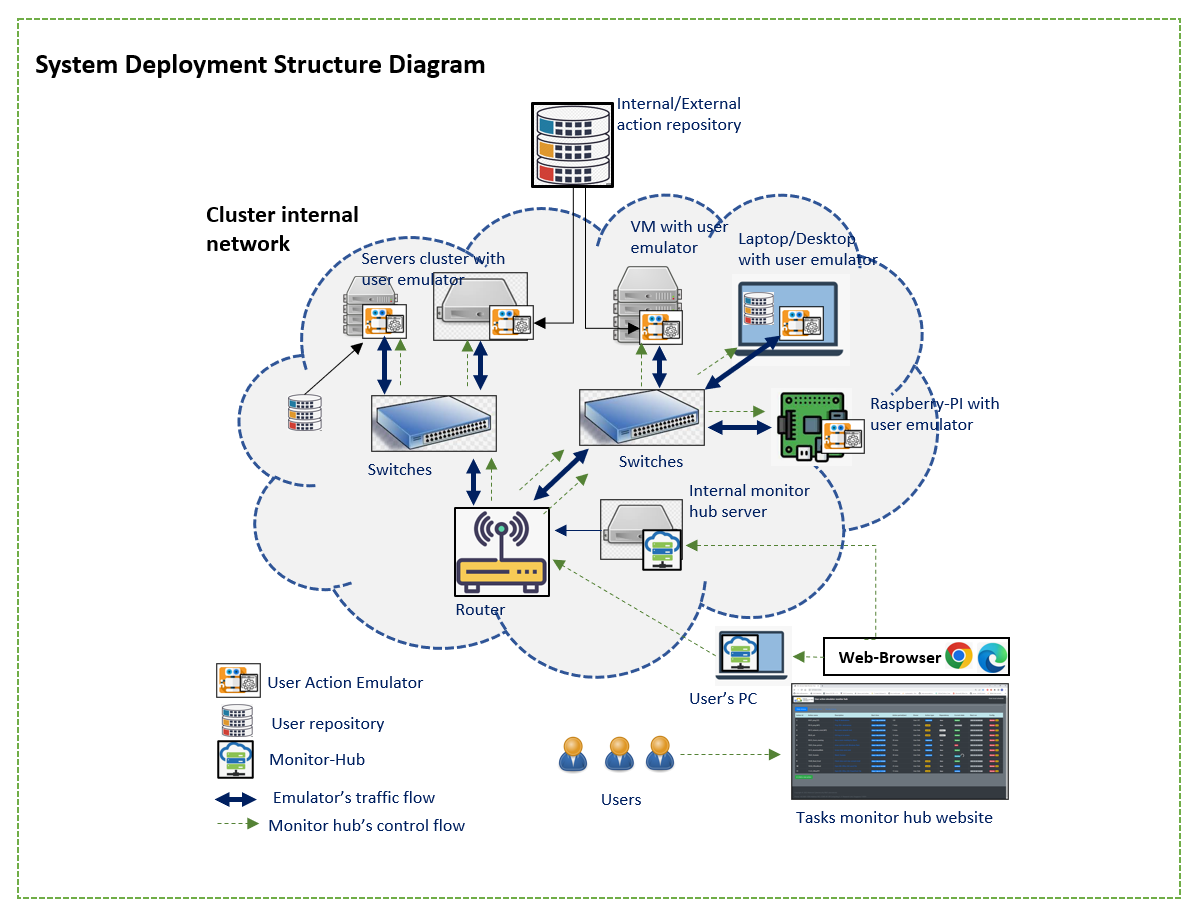 System Deployment Structure Diagram
Internal/External
action repository
Cluster internal
network
VM with user
emulator
Laptop/Desktop
with user emulator
Servers cluster with
user emulator
Raspberry-PI with
user emulator
Switches
Switches
Internal monitor
hub server
Router
Web-Browser
User Action Emulator
User's PC
User repository
Monitor-Hub
Emulator's traffic flow
Users
Monitor hub's control flow
Tasks monitor hub website